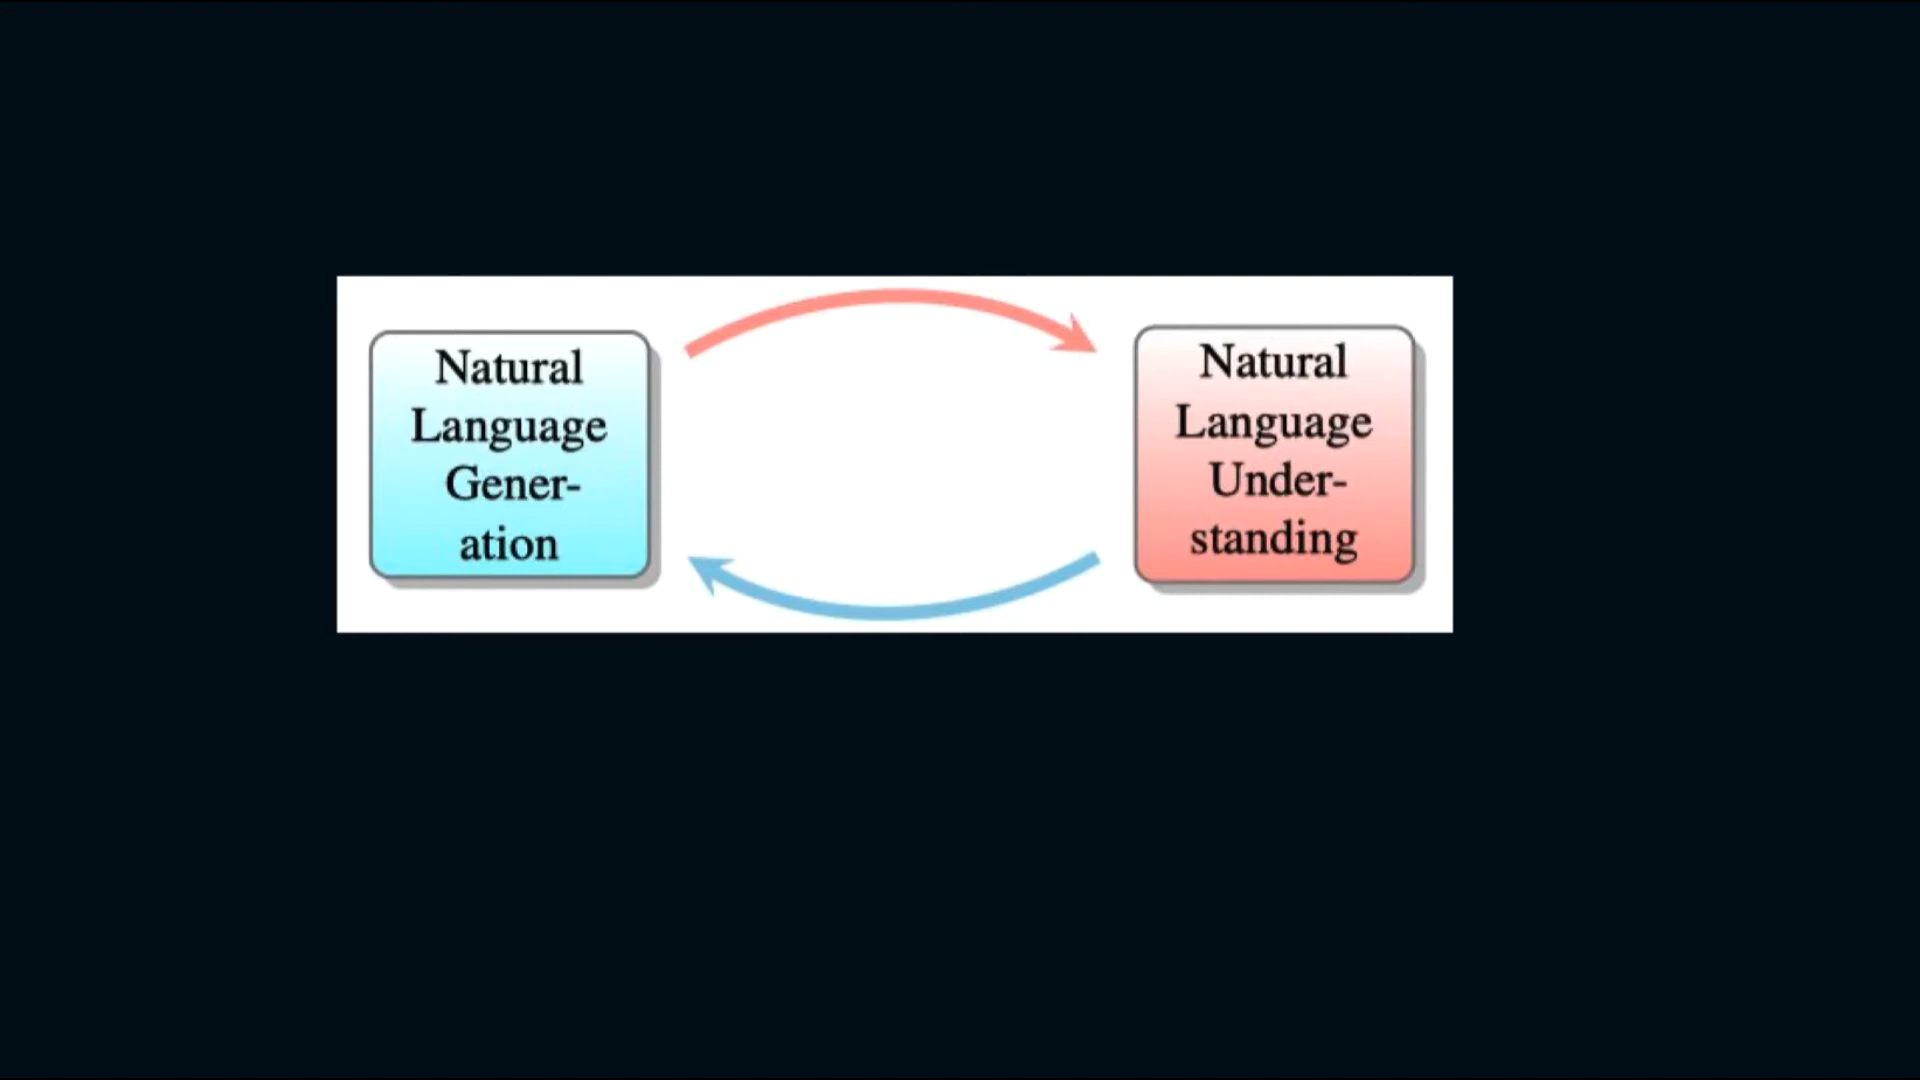 Natural
Language
Gener-
ation
Natural
Language
Under-
standing